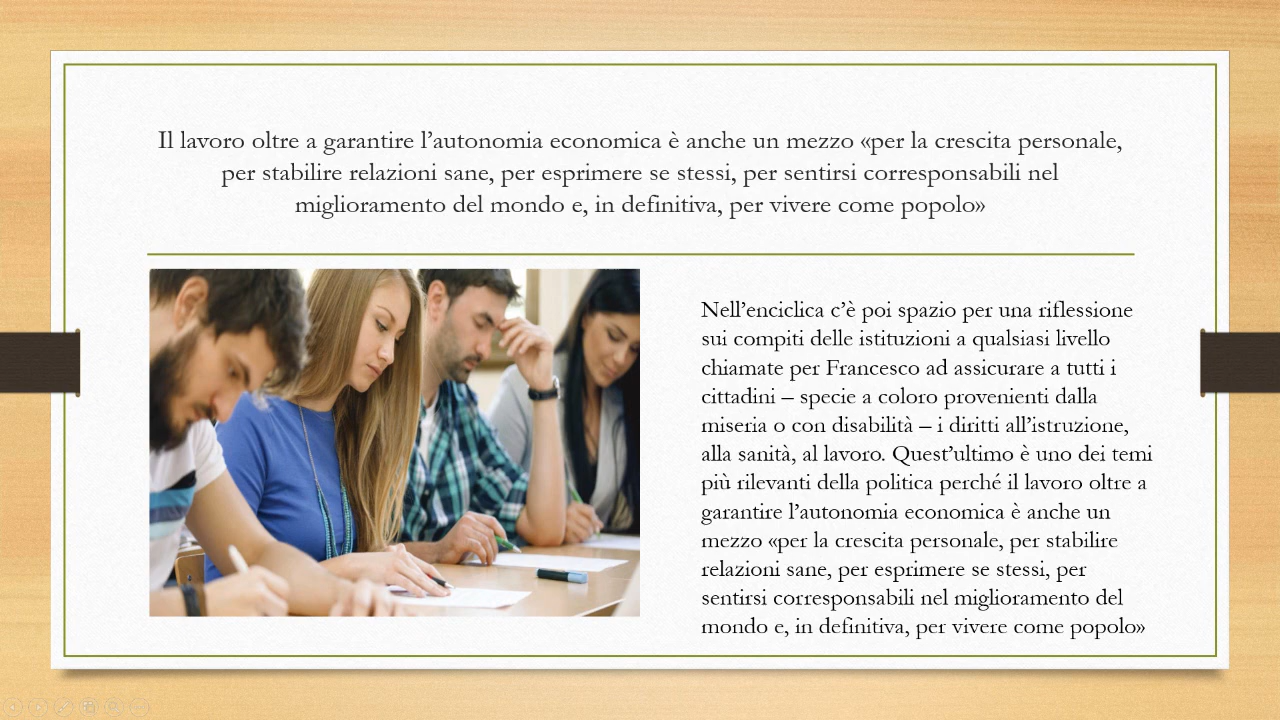 Il lavoro oltre a garantire l’autonomia economica è anche un mezzo «per la crescita personale,
per stabilire relazioni sane, per esprimere se stessi, per sentirsi corresponsabili nel
miglioramento del mondo e, in definitiva, per vivere come popolo»
Nell’enciclica c’è poi spazio per una riflessione
sui compiti delle istituzioni a qualsiasi livello
chiamate per Francesco ad assicurare a tutti i
cittadini – specie a coloro provenienti dalla
miseria o con disabilità – i diritti all’istruzione,
alla sanità, al lavoro. Quest’ultimo è uno dei temi
più rilevanti della politica perché il lavoro oltre a
garantire l’autonomia economica è anche un
mezzo «per la crescita personale, per stabilire
relazioni sane, per esprimere se stessi, per
sentirsi corresponsabili nel miglioramento del
mondo e, in definitiva, per vivere come popolo»